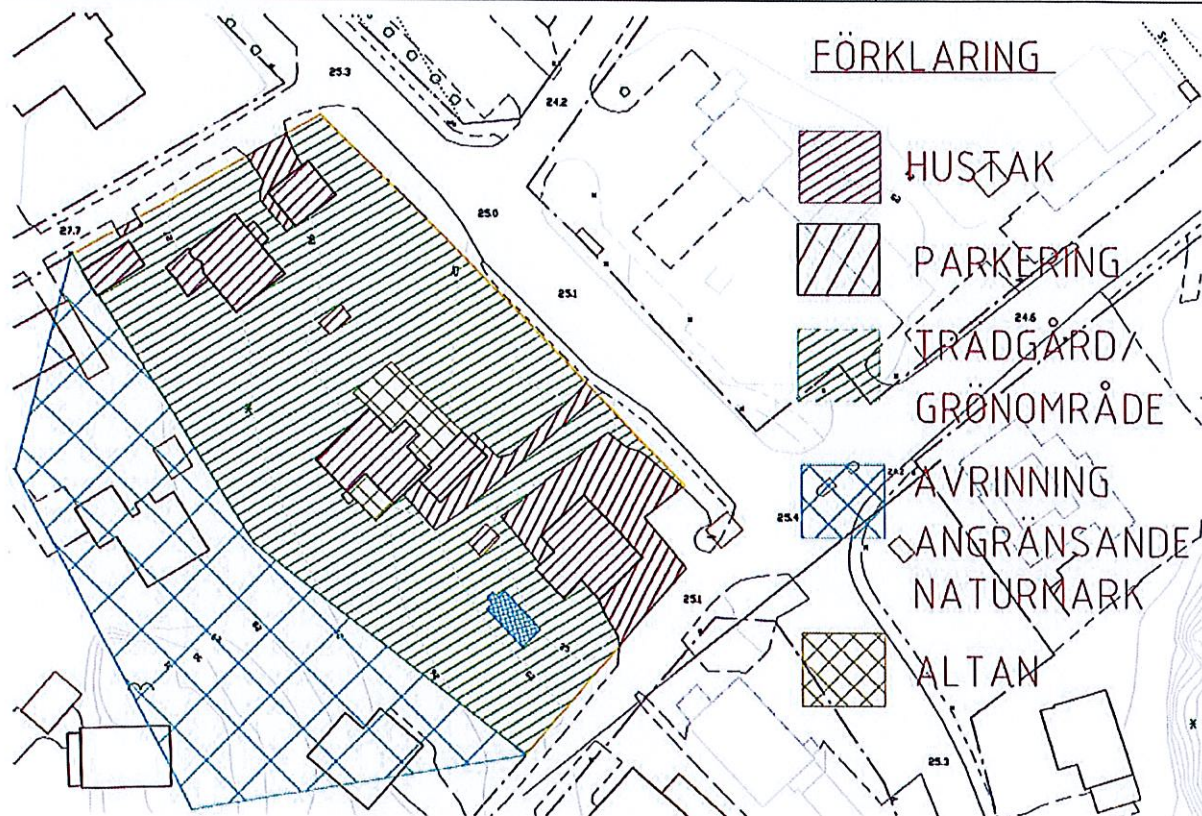 FÖRKLARING
HUSTAK
PARKERING
TRÄDGÅRD/
GRÖNOMRÅDE
AVRINNING
ANGRÄNSANDE
NATURMARK
ALTAN
25.3
24.2
25.0
27.7
25.1
24.6
25.4
25.1
25.3